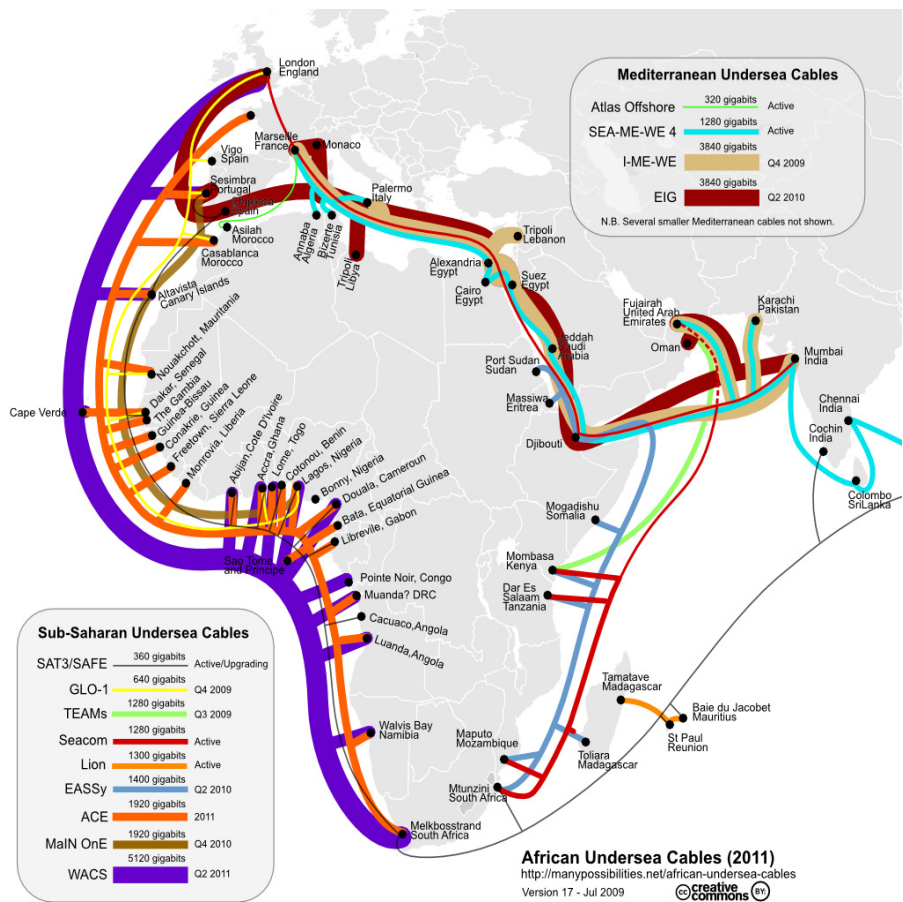 London
England
Vigo
Spain
Marseille
France
Monaco
Sesimbra
Portugal
Spain
Asilah
Morocco
Casablanca
Morocco
Palermo
Italy
Annaba
Algeria
Bizerte
Tunisia
Tripoli
Libya
Tripoli
Lebanon
Alexandria
Egypt
Cairo
Egypt
Suez
Egypt
Jeddah
Saudi
Arabia
Port Sudan
Sudan
Massiwa
Eritrea
Djibouti
Fujairah
United Arab
Emirates
Oman
Karachi
Pakistan
Mumbai
India
Chennai
India
Cochin
India
Colombo
SriLanka
Altavista
Canary Islands
Nouakchott, Mauritania
Cape Verde
Dakar, Senegal
The Gambia
Guinea-Bissau
Conakrie, Guinea
Freetown, Sierra Leone
Monrovia, Liberia
Abijan, Cote D'Ivoire
Accra,Ghana
Lome, Togo
Cotonou, Benin
Lagos, Nigeria
Bonny, Nigeria
Douala, Cameroun
Bata, Equatorial Guinea
Libreville, Gabon
Sao Tome
and Principe
Pointe Noir, Congo
Muanda? DRC
Cacuaco,Angola
Luanda,Angola
Walvis Bay
Namibia
Melkbosstrand
South Africa
Mogadishu
Somalia
Mombasa
Kenya
Dar Es
Salaam
Tanzania
Maputo
Mozambique
Mtunzini
South Africa
Toliara
Madagascar
Tamatave
Madagascar
Baie du Jacobet
Mauritius
St Paul
Reunion
Mediterranean Undersea Cables
Atlas Offshore 320 gigabits Active
SEA-ME-WE 4 1280 gigabits Active
I-ME-WE 3840 gigabits Q4 2009
EIG 3840 gigabits Q2 2010
N.B. Several smaller Mediterranean cables not shown.
Sub-Saharan Undersea Cables
SAT3/SAFE 360 gigabits Active/Upgrading
GLO-1 640 gigabits Q4 2009
TEAMs 1280 gigabits Q3 2009
Seacom 1280 gigabits Active
Lion 1300 gigabits Active
EASSy 1400 gigabits Q2 2010
ACE 1920 gigabits 2011
MaIN OnE 1920 gigabits Q4 2010
WACS 5120 gigabits Q2 2011
African Undersea Cables (2011)
http://manypossibilities.net/african-undersea-cables
Version 17 - Jul 2009
cc creative commons BY: